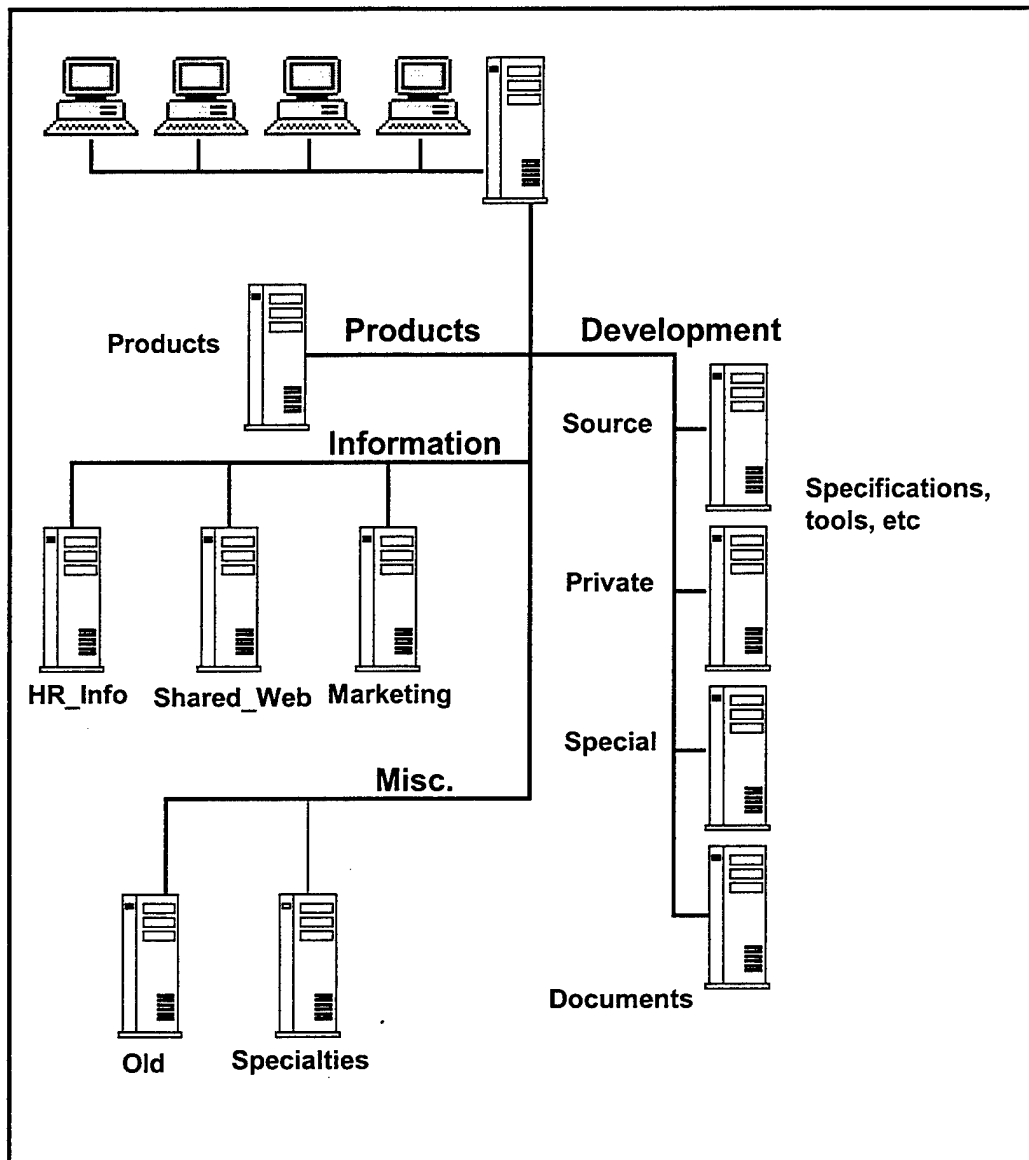 Products
Products
Development
Source
Specifications,
tools, etc
Information
Private
HR_Info
Shared_Web
Marketing
Special
Misc.
Documents
Old
Specialties